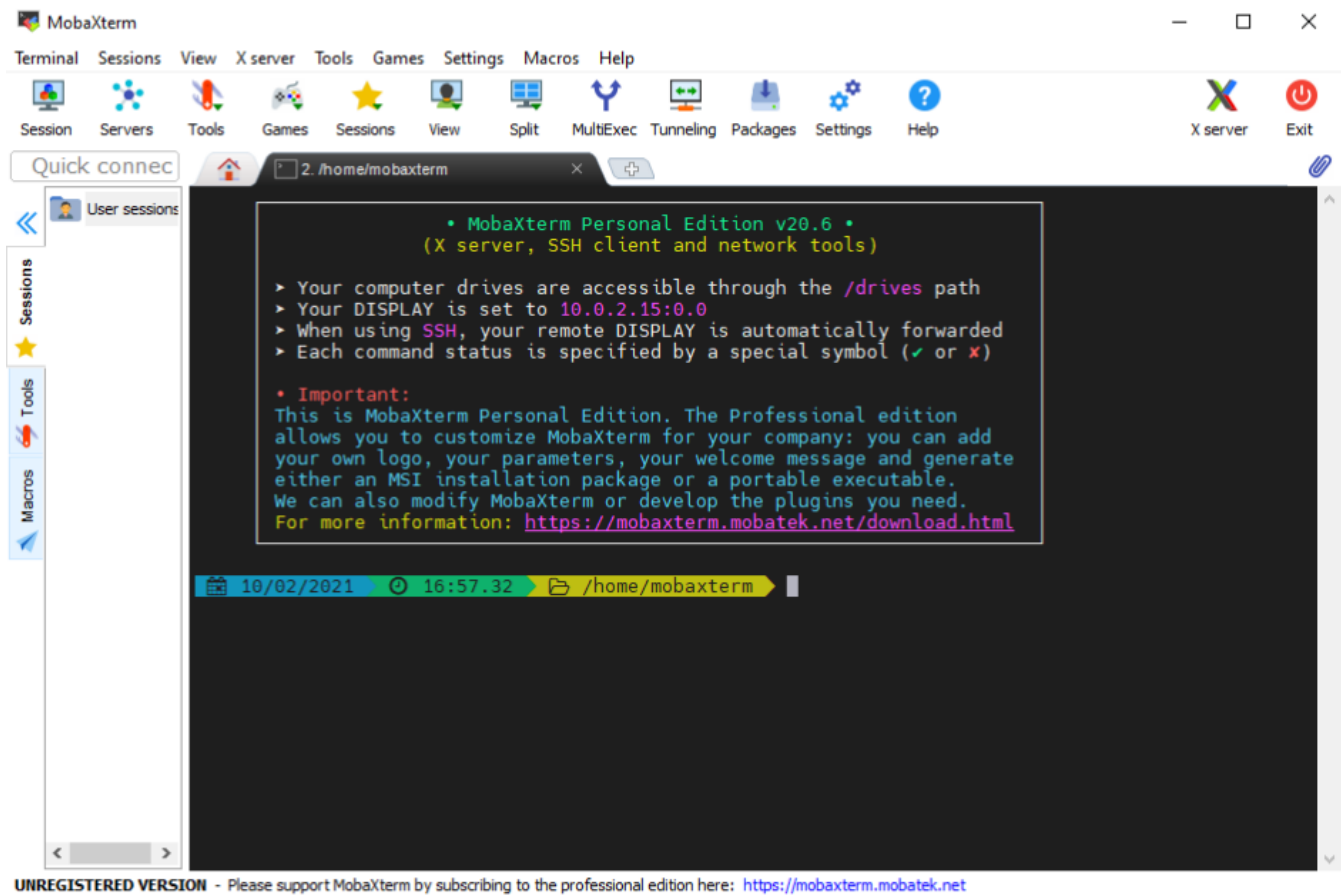 MobaXterm
Terminal Sessions View X server Tools Games Settings Macros Help
Session Servers Tools Games Sessions View Split MultiExec Tunneling Packages Settings Help X server Exit
Quick connec
2. /home/mobaxterm
User sessions
Sessions
Tools
Macros
• MobaXterm Personal Edition v20.6 •
(X server, SSH client and network tools)
➤ Your computer drives are accessible through the /drives path
➤ Your DISPLAY is set to 10.0.2.15:0.0
➤ When using SSH, your remote DISPLAY is automatically forwarded
➤ Each command status is specified by a special symbol (✔ or ✘)
• Important:
This is MobaXterm Personal Edition. The Professional edition
allows you to customize MobaXterm for your company: you can add
your own logo, your parameters, your welcome message and generate
either an MSI installation package or a portable executable.
We can also modify MobaXterm or develop the plugins you need.
For more information: https://mobaxterm.mobatek.net/download.html
10/02/2021 16:57.32 /home/mobaxterm
UNREGISTERED VERSION - Please support MobaXterm by subscribing to the professional edition here: https://mobaxterm.mobatek.net